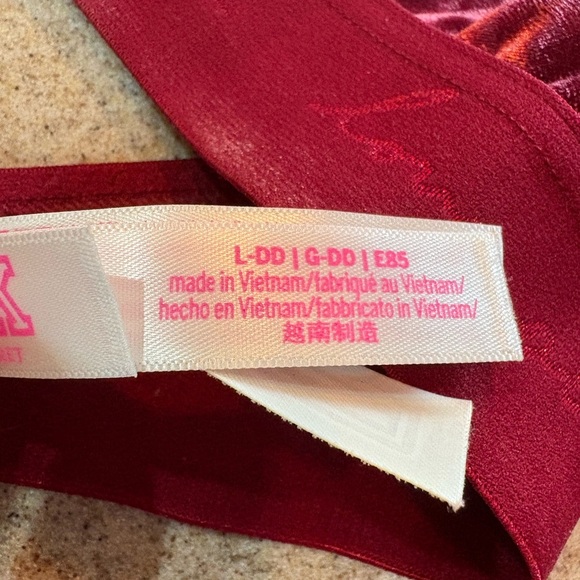 L-DD | G-DD | E85
made in Vietnam/fabriqué au Vietnam/
hecho en Vietnam/fabbricato in Vietnam/
越南制造